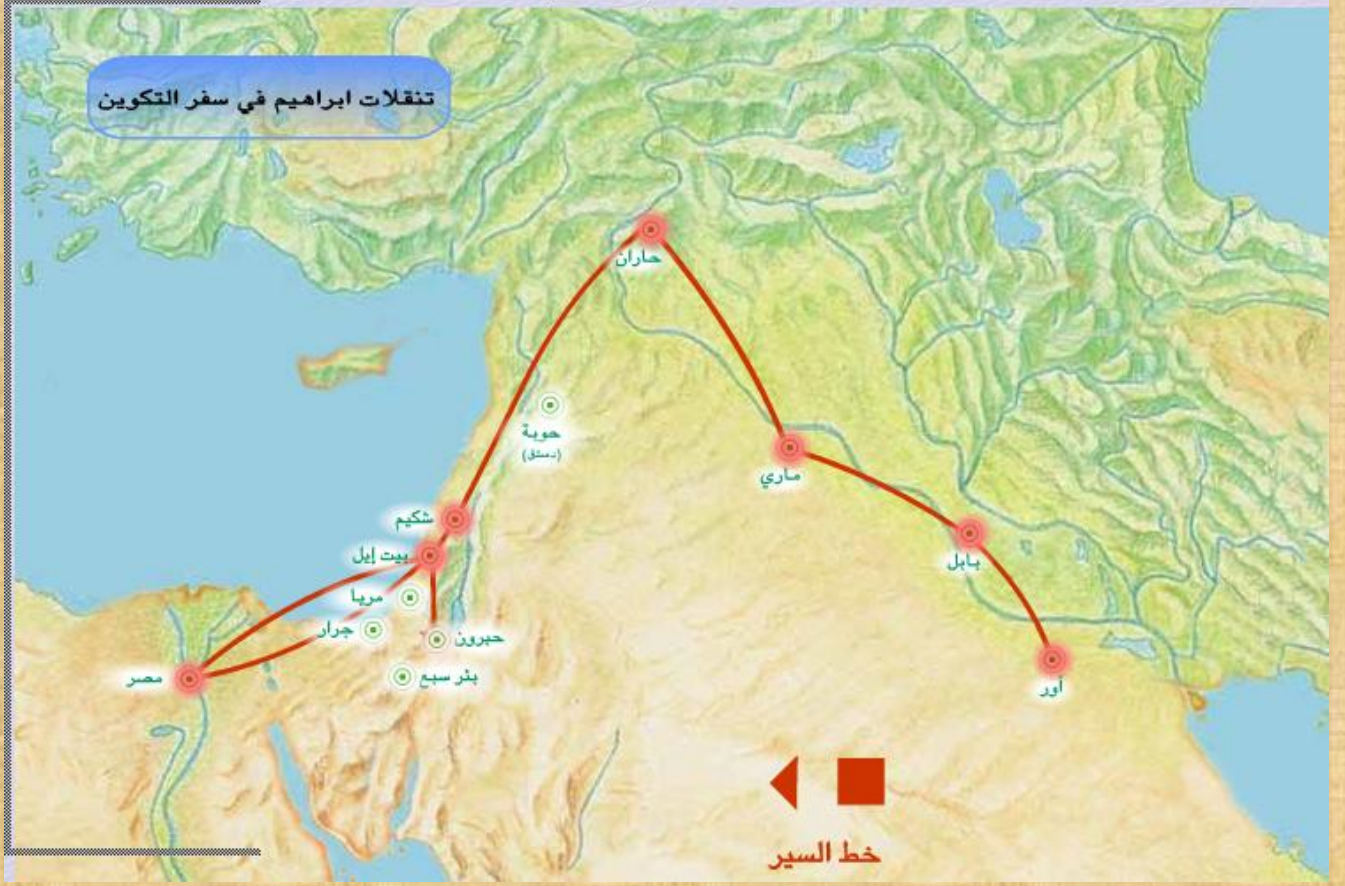 تنقلات ابراهيم في سفر التكوين
حاران
حوبة
(دمشق)
ماري
شكيم
بابل
بيت إيل
مريا
جرار
حبرون
بئر سبع
مصر
أور
خط السير